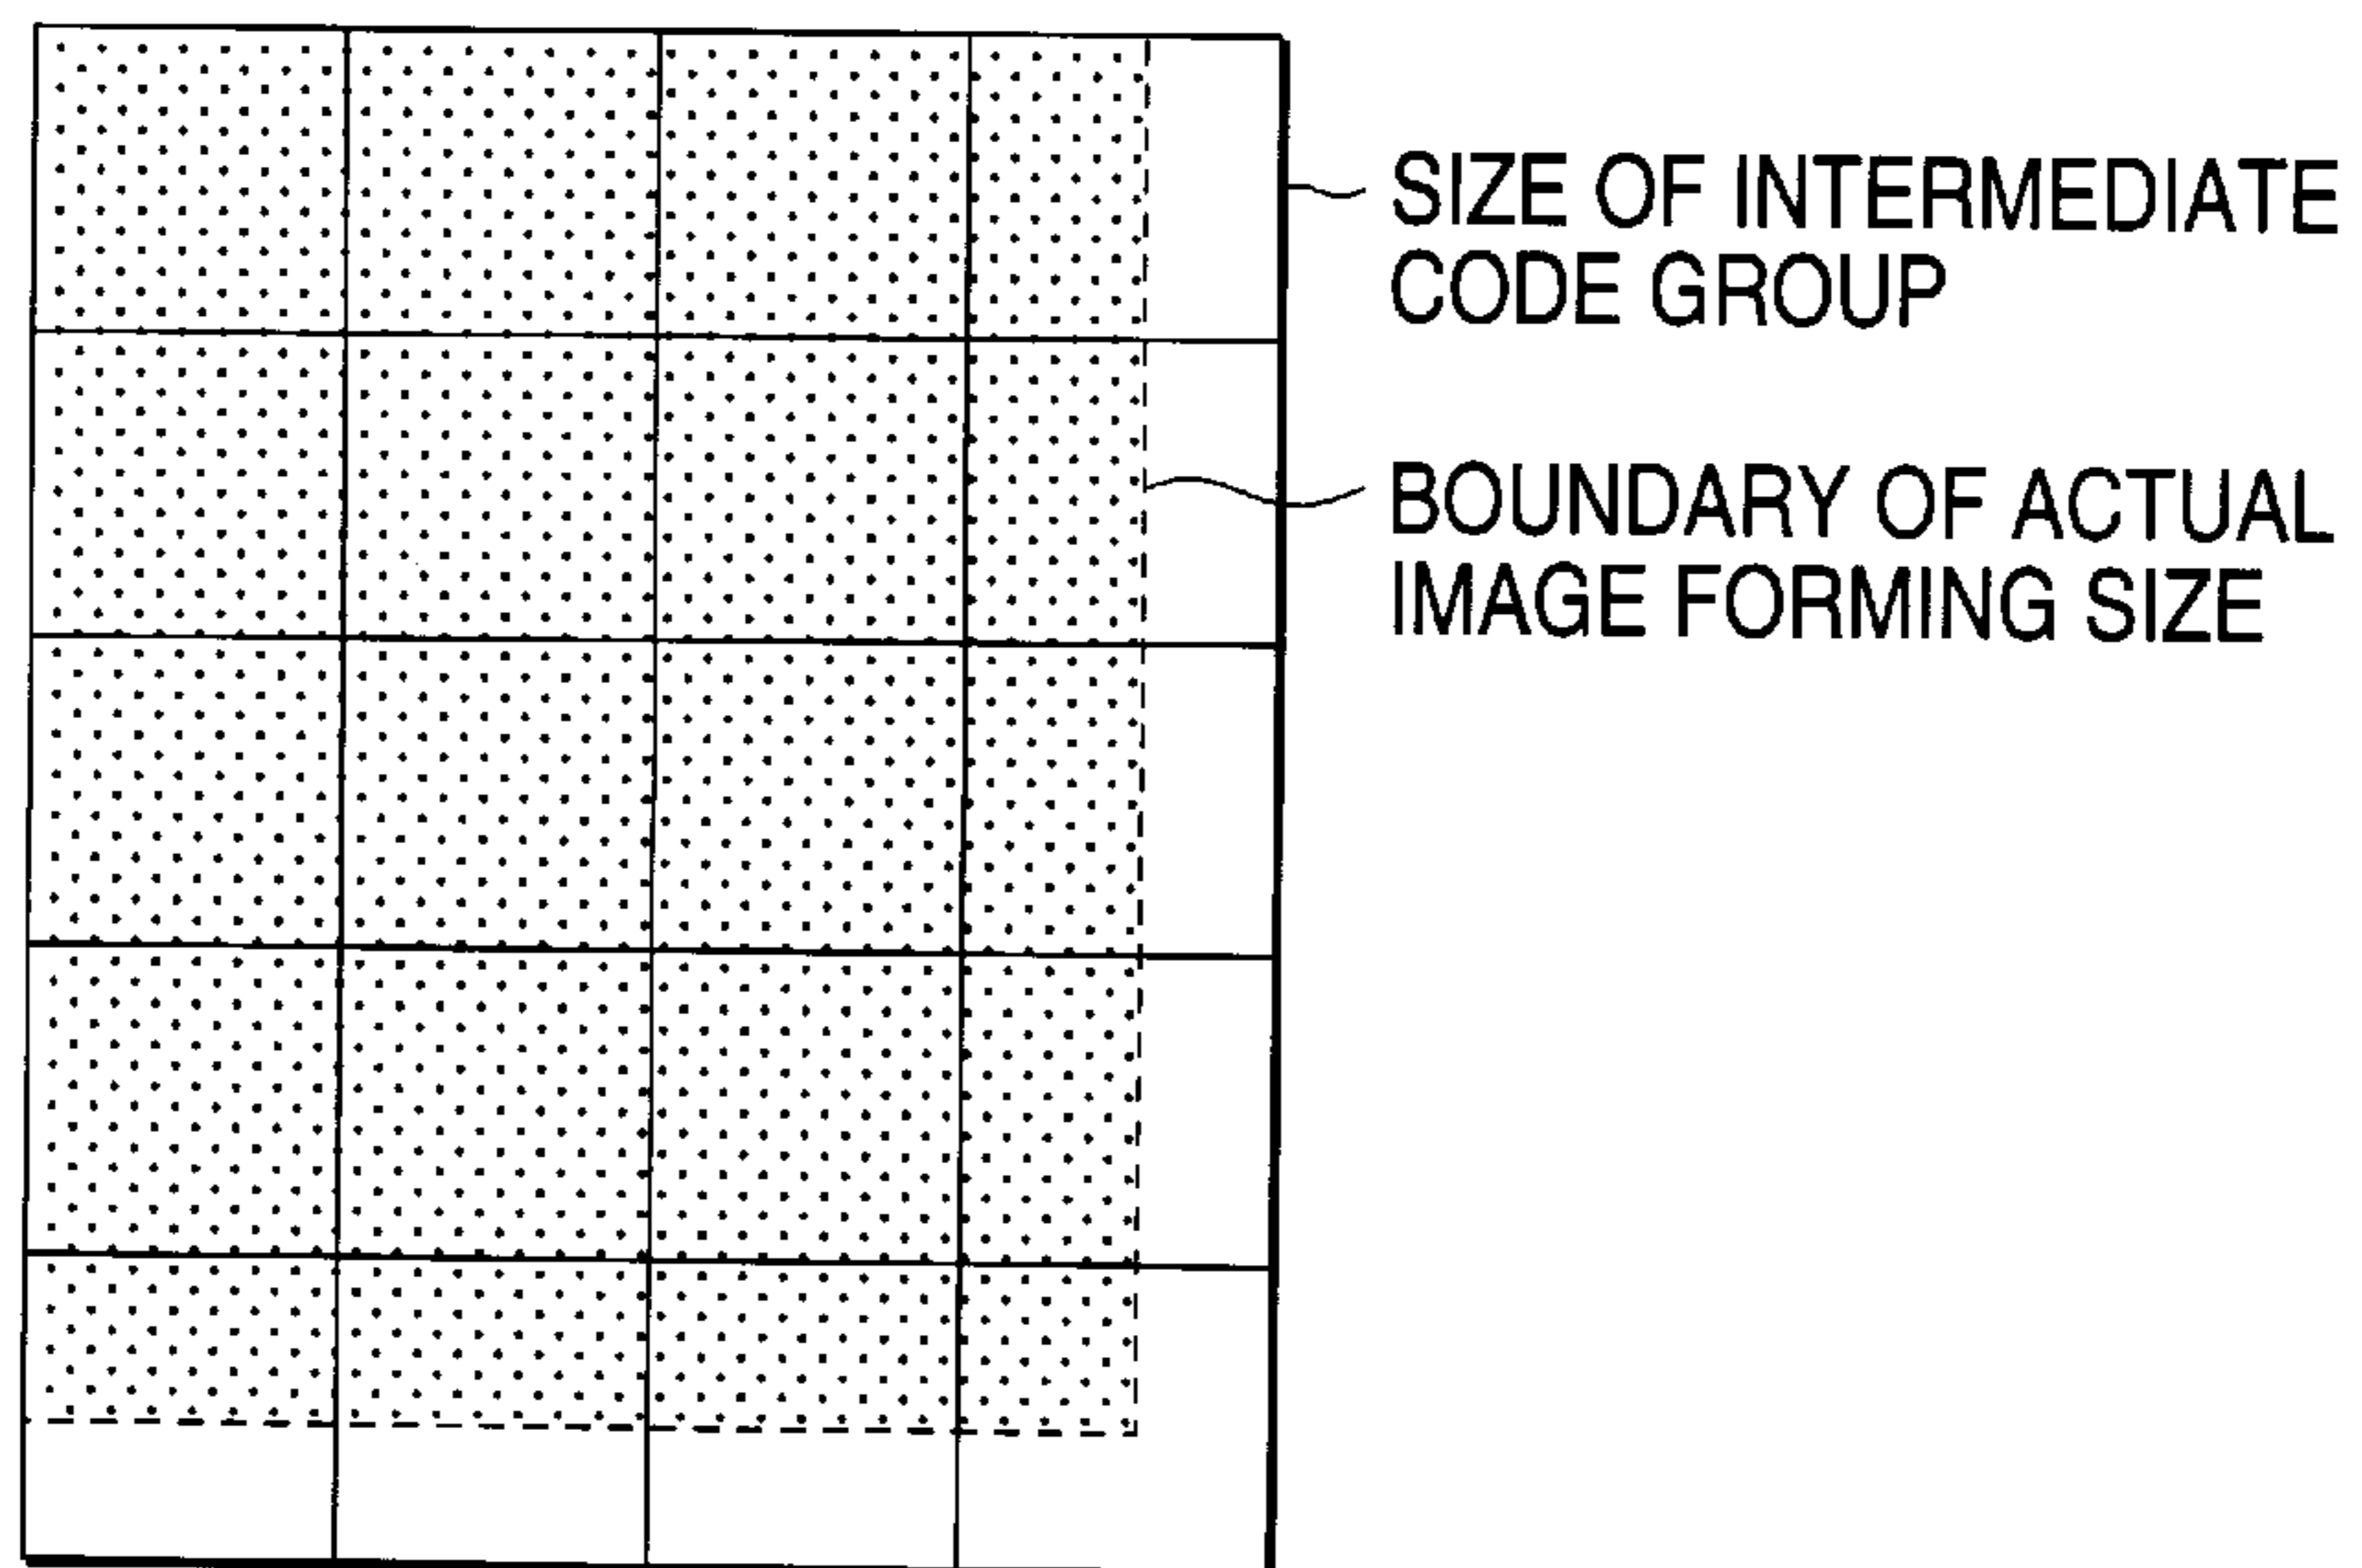 SIZE OF INTERMEDIATE
CODE GROUP
BOUNDARY OF ACTUAL
IMAGE FORMING SIZE